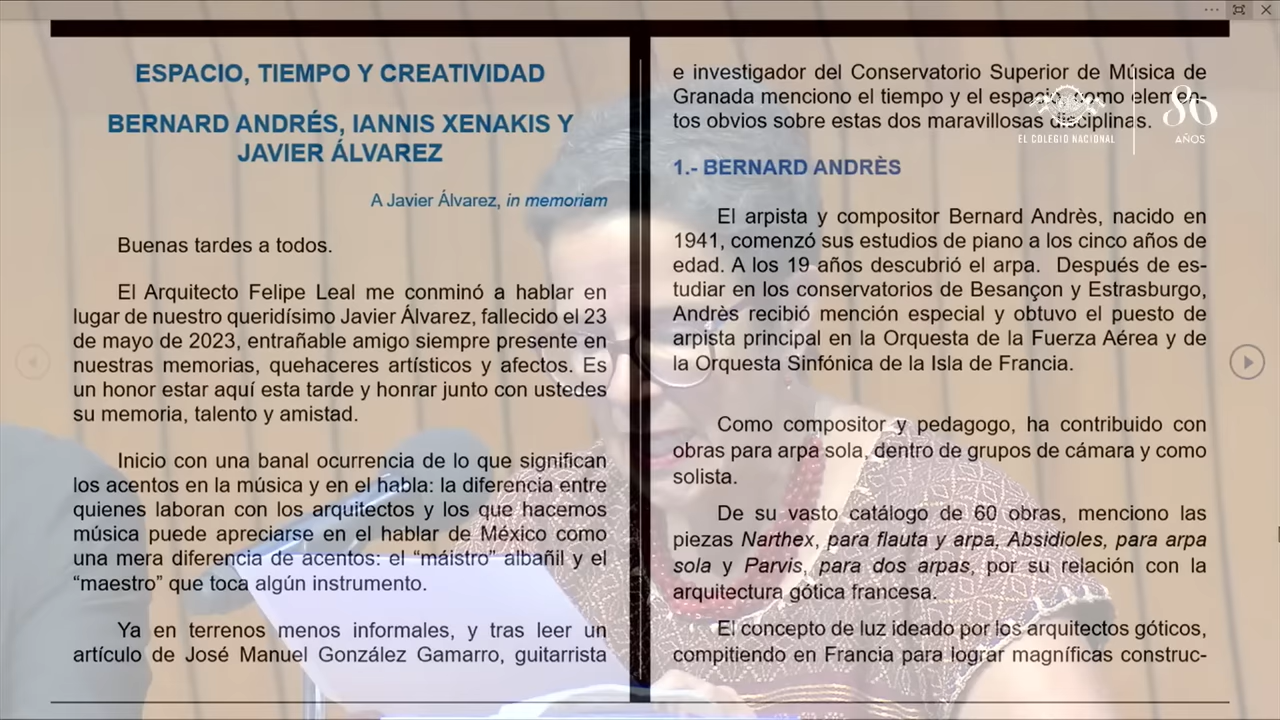 ESPACIO, TIEMPO Y CREATIVIDAD
BERNARD ANDRÉS, IANNIS XENAKIS Y
JAVIER ÁLVAREZ
A Javier Álvarez, in memoriam
Buenas tardes a todos.
El Arquitecto Felipe Leal me conminó a hablar en
lugar de nuestro queridísimo Javier Álvarez, fallecido el 23
de mayo de 2023, entrañable amigo siempre presente en
nuestras memorias, quehaceres artísticos y afectos. Es
un honor estar aquí esta tarde y honrar junto con ustedes
su memoria, talento y amistad.
Inicio con una banal ocurrencia de lo que significan
los acentos en la música y en el habla: la diferencia entre
quienes laboran con los arquitectos y los que hacemos
música puede apreciarse en el hablar de México como
una mera diferencia de acentos: el “máistro” albañil y el
“maestro” que toca algún instrumento.
Ya en terrenos menos informales, y tras leer un
artículo de José Manuel González Gamarro, guitarrista
e investigador del Conservatorio Superior de Música de
Granada menciono el tiempo y el espacio como elemen-
tos obvios sobre estas dos maravillosas disciplinas.
EL COLEGIO NACIONAL
80
AÑOS
1.- BERNARD ANDRÈS
El arpista y compositor Bernard Andrès, nacido en
1941, comenzó sus estudios de piano a los cinco años de
edad. A los 19 años descubrió el arpa. Después de es-
tudiar en los conservatorios de Besançon y Estrasburgo,
Andrès recibió mención especial y obtuvo el puesto de
arpista principal en la Orquesta de la Fuerza Aérea y de
la Orquesta Sinfónica de la Isla de Francia.
Como compositor y pedagogo, ha contribuido con
obras para arpa sola, dentro de grupos de cámara y como
solista.
De su vasto catálogo de 60 obras, menciono las
piezas Narthex, para flauta y arpa, Absidioles, para arpa
sola y Parvis, para dos arpas, por su relación con la
arquitectura gótica francesa.
El concepto de luz ideado por los arquitectos góticos,
compitiendo en Francia para lograr magníficas construc-